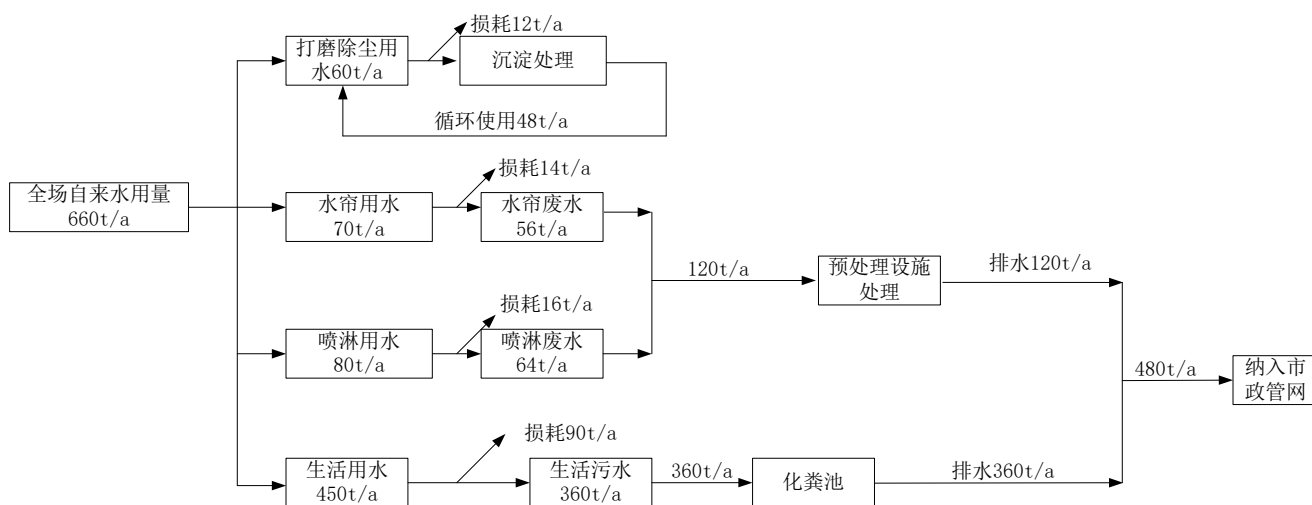 损耗12t/a
打磨除尘用
水60t/a
沉淀处理
循环使用48t/a
全场自来水用量
660t/a
损耗14t/a
水帘用水
70t/a
水帘废水
56t/a
120t/a
预处理设施
处理
排水120t/a
损耗16t/a
喷淋用水
80t/a
喷淋废水
64t/a
480t/a
纳入市
政管网
损耗90t/a
生活用水
450t/a
生活污水
360t/a
360t/a
化粪池
排水360t/a